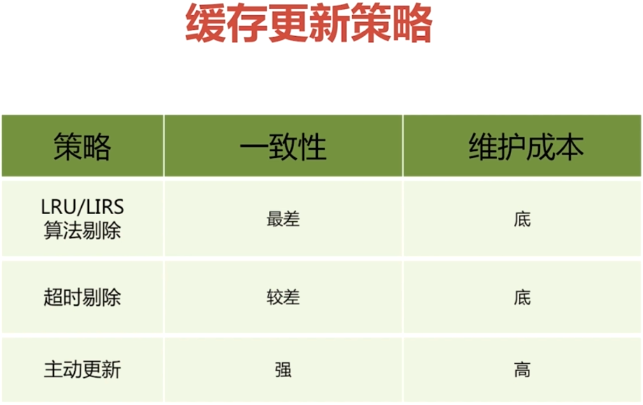 缓存更新策略
策略 一致性 维护成本
LRU/LIRS
算法剔除 最差 底
超时剔除 较差 底
主动更新 强 高